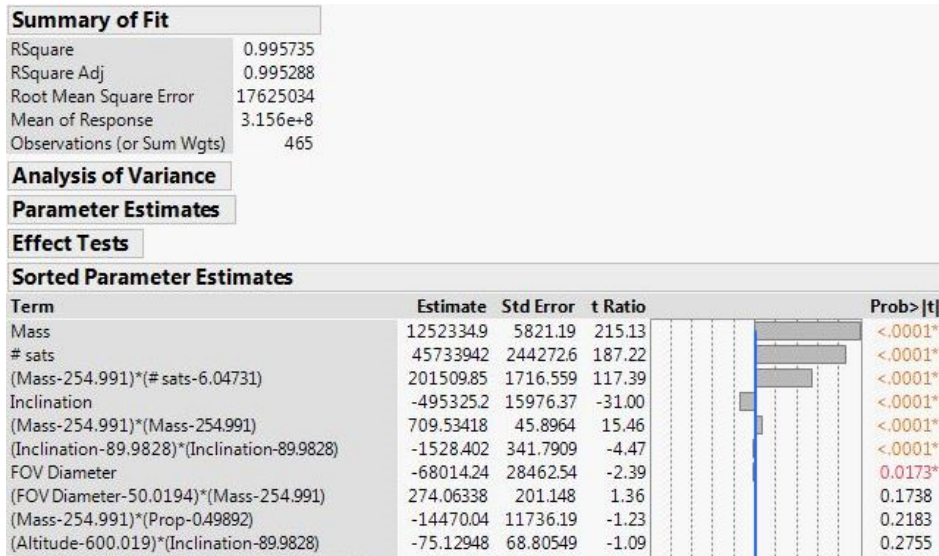 Summary of Fit
RSquare 0.995735
RSquare Adj 0.995288
Root Mean Square Error 17625034
Mean of Response 3.156e+8
Observations (or Sum Wgts) 465
Analysis of Variance
Parameter Estimates
Effect Tests
Sorted Parameter Estimates
Term Estimate Std Error t Ratio Prob>|t|
Mass 1252334.9 5821.19 215.13 <.0001*
# sats 45733942 244272.6 187.22 <.0001*
(Mass-254.991)*(# sats-6.04731) 201509.85 1716.559 117.39 <.0001*
Inclination -495325.2 15976.37 -31.00 <.0001*
(Mass-254.991)*(Mass-254.991) 709.53418 45.8964 15.46 <.0001*
(Inclination-89.9828)*(Inclination-89.9828) -1528.402 341.7909 -4.47 <.0001*
FOV Diameter -68014.24 28462.54 -2.39 0.0173*
(FOV Diameter-50.0194)*(Mass-254.991) 274.06338 201.148 1.36 0.1738
(Mass-254.991)*(Prop-0.49892) -14470.04 11736.19 -1.23 0.2183
(Altitude-600.019)*(Inclination-89.9828) -75.12948 68.80549 -1.09 0.2755